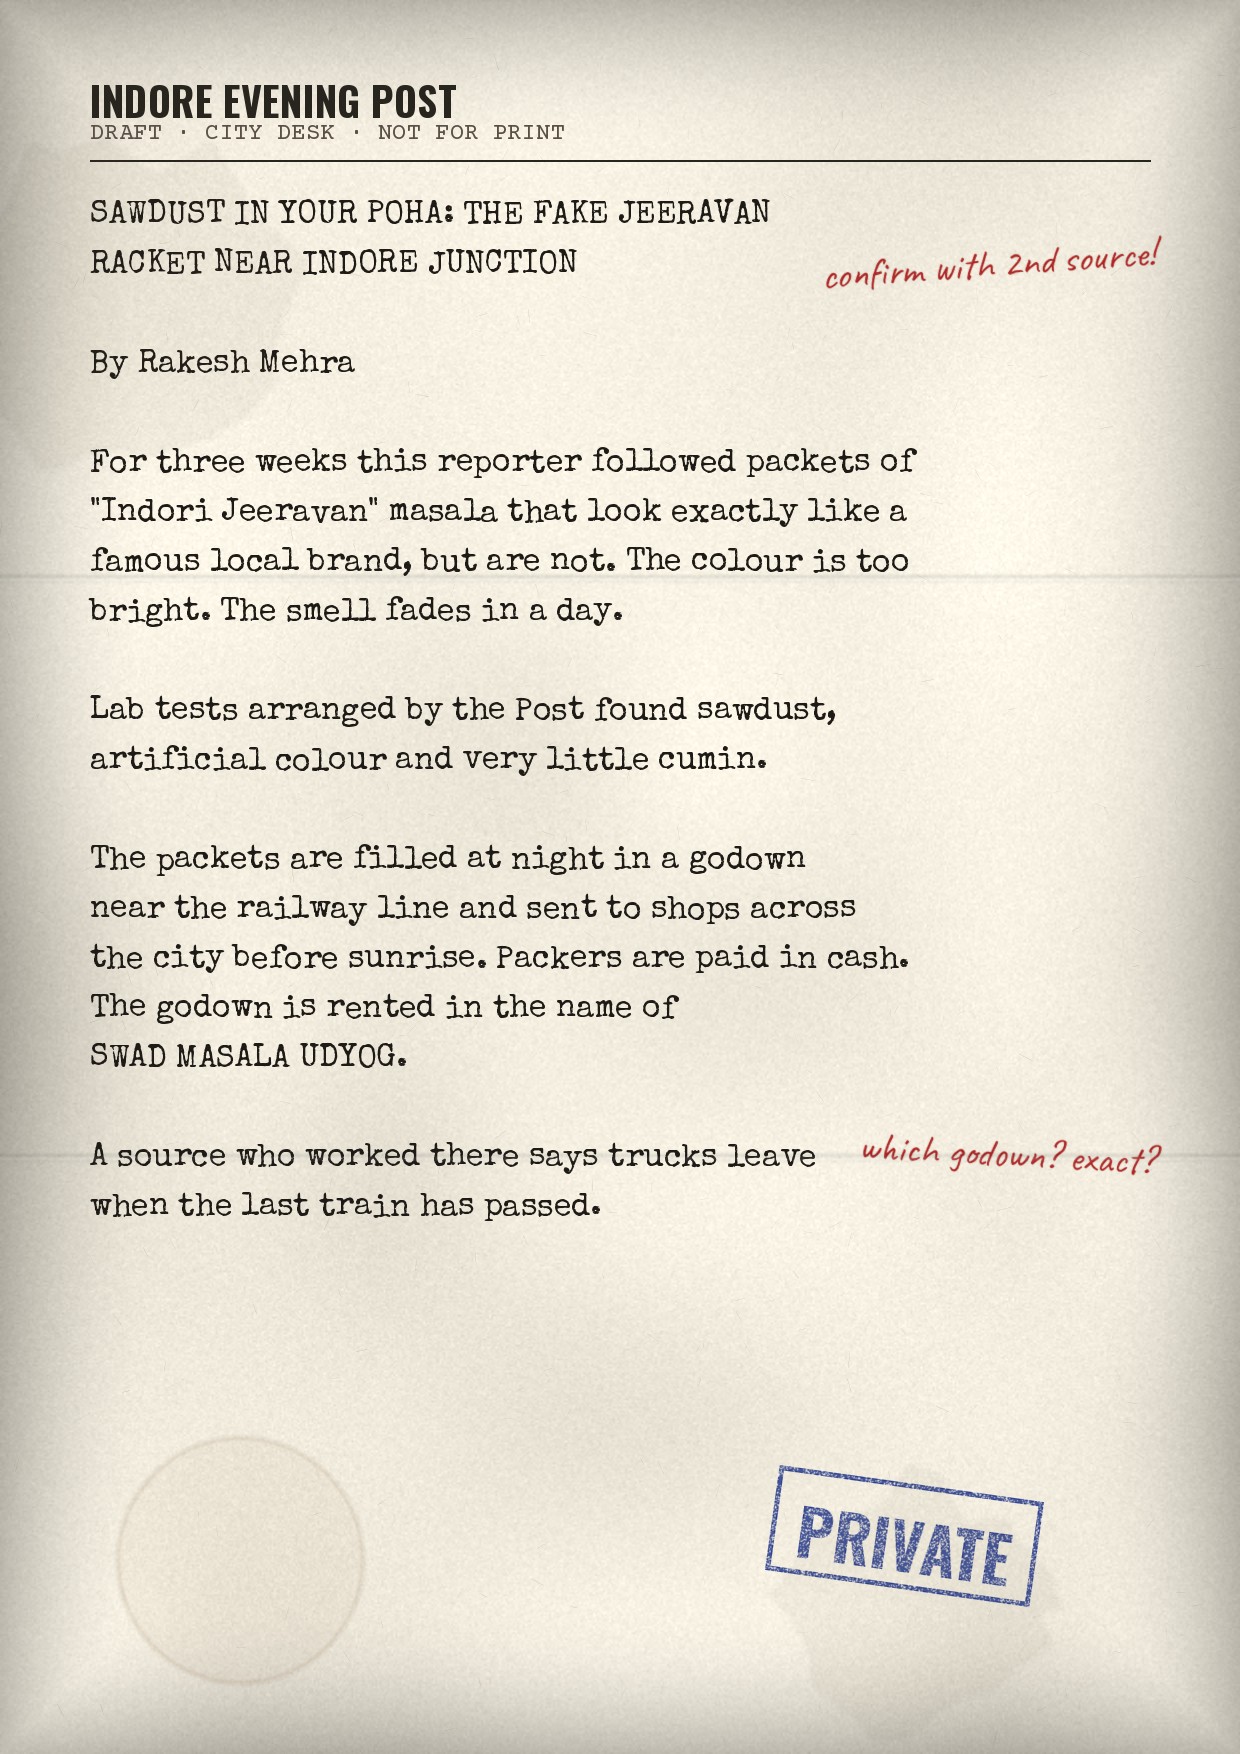 INDORE EVENING POST
DRAFT · CITY DESK · NOT FOR PRINT
SAWDUST IN YOUR POHA: THE FAKE JEERAVAN
RACKET NEAR INDORE JUNCTION
confirm with 2nd source!
By Rakesh Mehra
For three weeks this reporter followed packets of
"Indori Jeeravan" masala that look exactly like a
famous local brand, but are not. The colour is too
bright. The smell fades in a day.
Lab tests arranged by the Post found sawdust,
artificial colour and very little cumin.
The packets are filled at night in a godown
near the railway line and sent to shops across
the city before sunrise. Packers are paid in cash.
The godown is rented in the name of
SWAD MASALA UDYOG.
A source who worked there says trucks leave
which godown? exact?
when the last train has passed.
PRIVATE